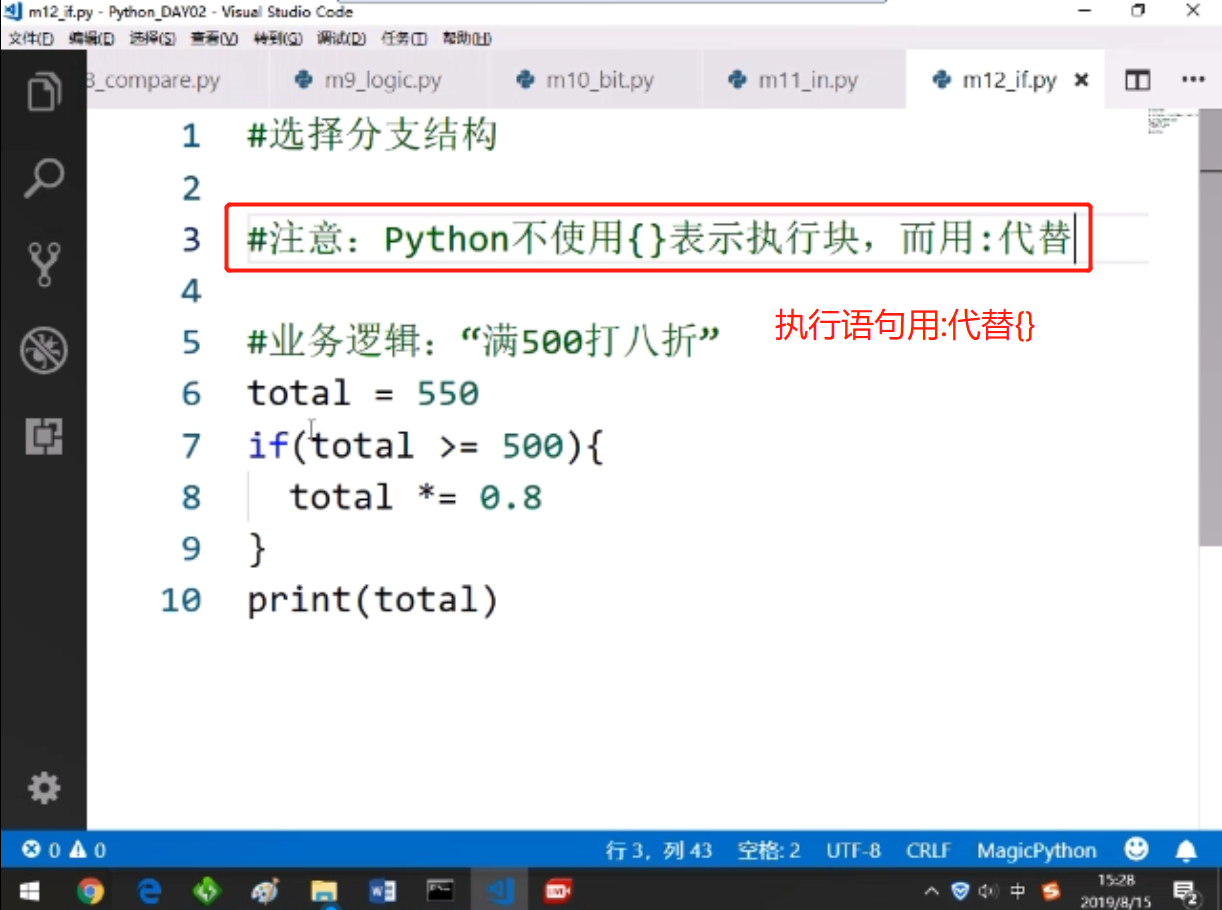 m12_if.py - Python_DAY02 - Visual Studio Code
文件(F) 编辑(E) 选择(S) 查看(V) 转到(G) 调试(D) 任务(T) 帮助(H)
8_compare.py m9_logic.py m10_bit.py m11_in.py m12_if.py
1 #选择分支结构
2
3 #注意：Python不使用{}表示执行块，而用:代替
4
执行语句用:代替{}
5 #业务逻辑：“满500打八折”
6 total = 550
7 if(total >= 500){
8 total *= 0.8
9 }
10 print(total)
0 0 行 3，列 43 空格: 2 UTF-8 CRLF MagicPython
中 15:28
2019/8/15 2